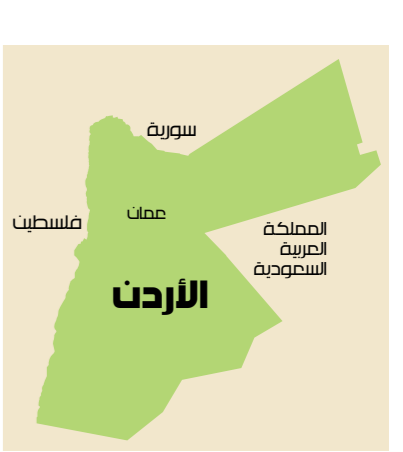 سورية
عمان
فلسطين
المملكة
العربية
السعودية
الأردن